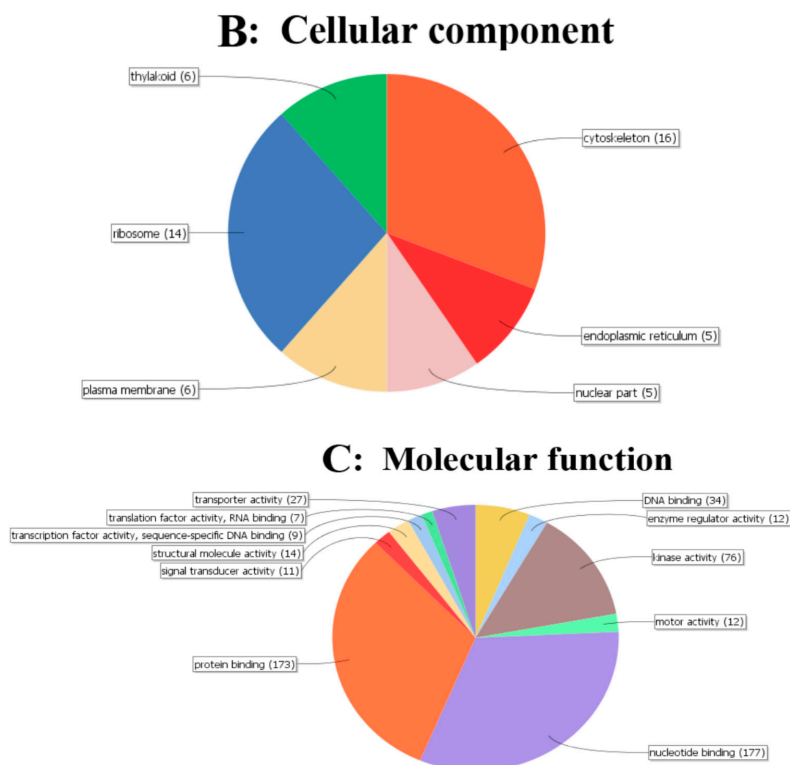 B: Cellular component
thylakoid (6)
cytoskeleton (16)
ribosome (14)
endoplasmic reticulum (5)
plasma membrane (6)
nuclear part (5)
C: Molecular function
transporter activity (27)
DNA binding (34)
translation factor activity, RNA binding (7)
enzyme regulator activity (12)
transcription factor activity, sequence-specific DNA binding (9)
structural molecule activity (14)
kinase activity (76)
signal transducer activity (11)
motor activity (12)
protein binding (173)
nucleotide binding (177)